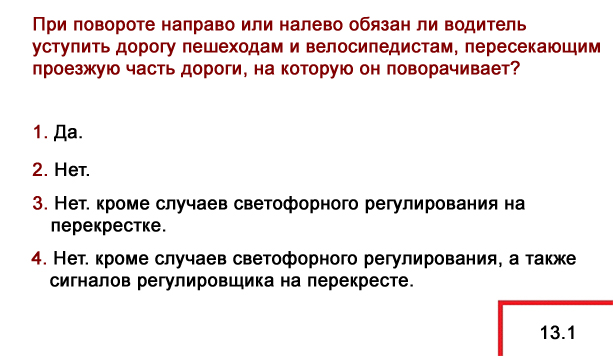 При повороте направо или налево обязан ли водитель
уступить дорогу пешеходам и велосипедистам, пересекающим
проезжую часть дороги, на которую он поворачивает?
1. Да.
2. Нет.
3. Нет. кроме случаев светофорного регулирования на
перекрестке.
4. Нет. кроме случаев светофорного регулирования, а также
сигналов регулировщика на перекресте.
13.1